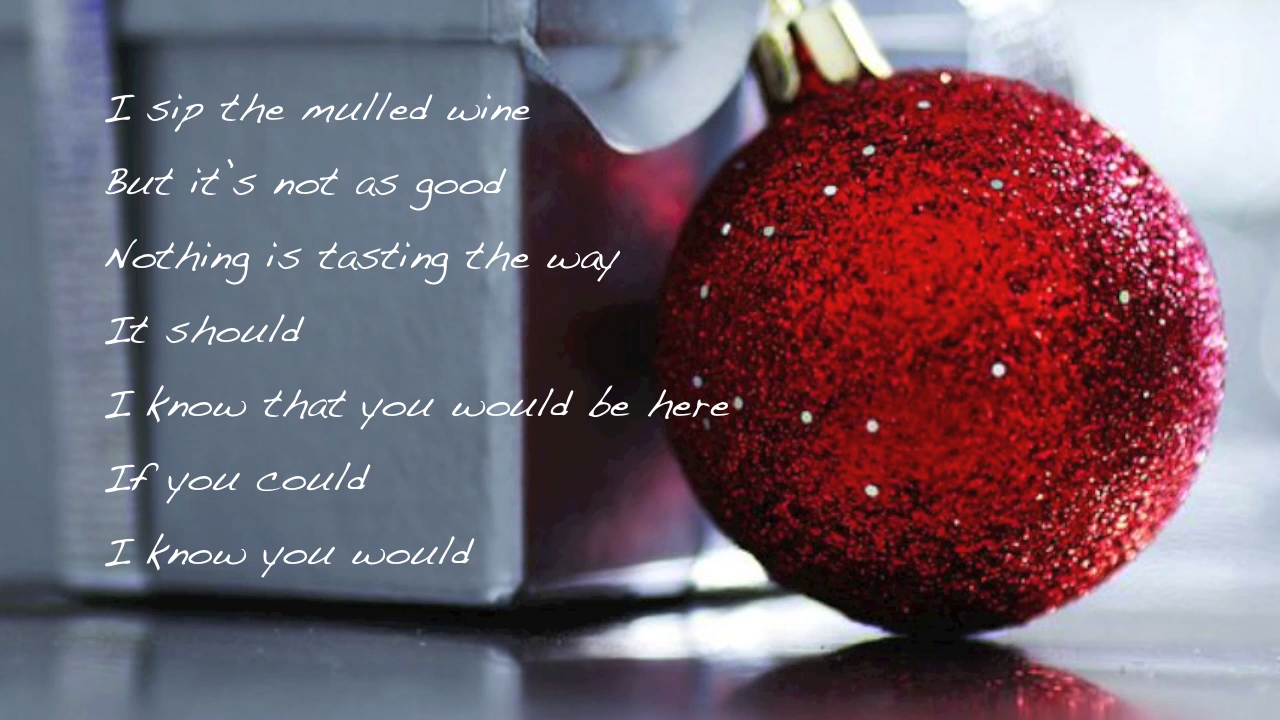 I sip the mulled wine
But it's not as good
Nothing is tasting the way
It should
I know that you would be here
If you could
I know you would